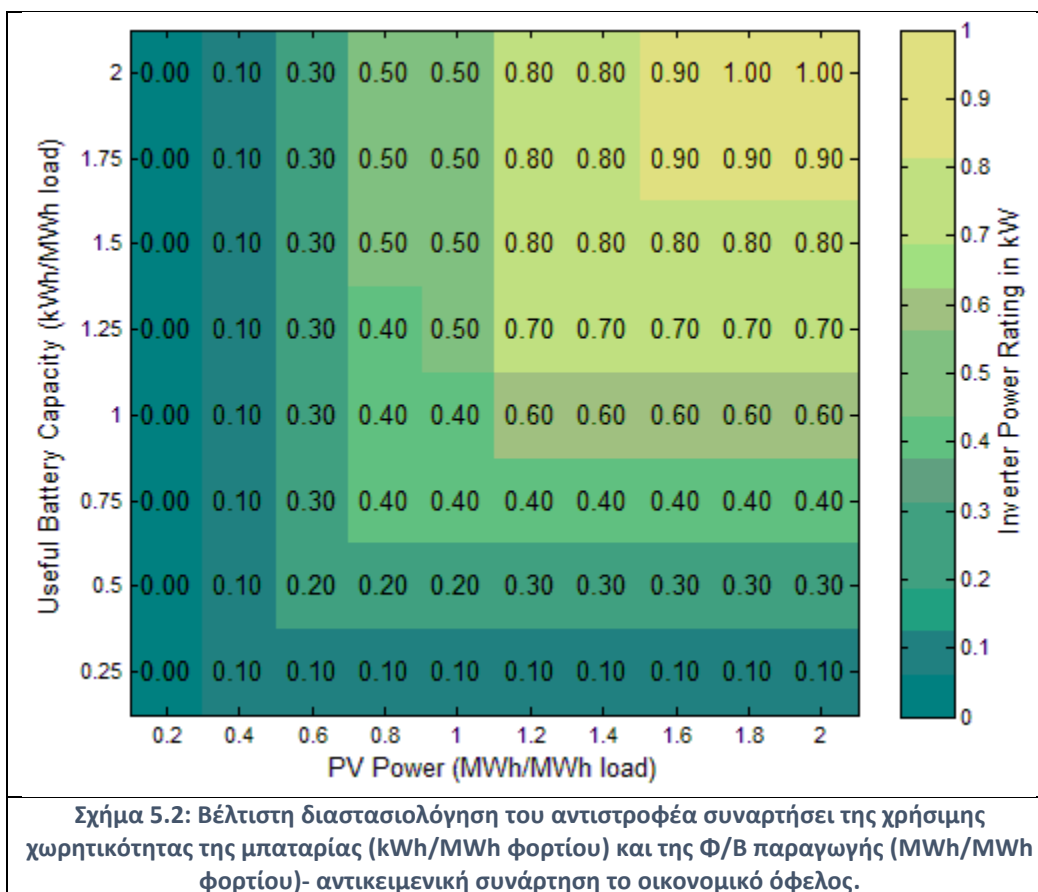 2 -0.00 0.10 0.30 0.50 0.50 0.80 0.80 0.90 1.00 1.00
1.75 -0.00 0.10 0.30 0.50 0.50 0.80 0.80 0.90 0.90 0.90
1.5 -0.00 0.10 0.30 0.50 0.50 0.80 0.80 0.80 0.80 0.80
1.25 -0.00 0.10 0.30 0.40 0.50 0.70 0.70 0.70 0.70 0.70
1 -0.00 0.10 0.30 0.40 0.40 0.60 0.60 0.60 0.60 0.60
0.75 -0.00 0.10 0.30 0.40 0.40 0.40 0.40 0.40 0.40 0.40
0.5 -0.00 0.10 0.20 0.20 0.20 0.30 0.30 0.30 0.30 0.30
0.25 -0.00 0.10 0.10 0.10 0.10 0.10 0.10 0.10 0.10 0.10
0.2 0.4 0.6 0.8 1 1.2 1.4 1.6 1.8 2
PV Power (MWh/MWh load)
Useful Battery Capacity (kWh/MWh load)
1
0.9
0.8
0.7
0.6
0.5
0.4
0.3
0.2
0.1
0
Inverter Power Rating in kW
Σχήμα 5.2: Βέλτιστη διαστασιολόγηση του αντιστροφέα συναρτήσει της χρήσιμης
χωρητικότητας της μπαταρίας (kWh/MWh φορτίου) και της Φ/Β παραγωγής (MWh/MWh
φορτίου)- αντικειμενική συνάρτηση το οικονομικό όφελος.